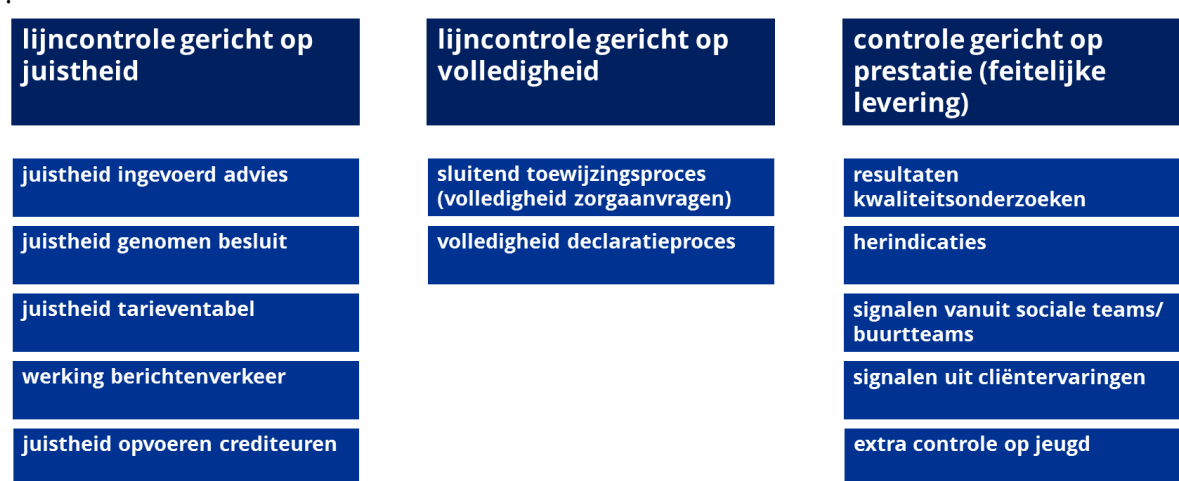 lijncontrole gericht op
juistheid
juistheid ingevoerd advies
juistheid genomen besluit
juistheid tarieventabel
werking berichtenverkeer
juistheid opvoeren crediteuren
lijncontrole gericht op
volledigheid
sluitend toewijzingsproces
(volledigheid zorgaanvragen)
volledigheid declaratieproces
controle gericht op
prestatie (feitelijke
levering)
resultaten
kwaliteitsonderzoeken
herindicaties
signalen vanuit sociale teams/
buurtteams
signalen uit cliëntervaringen
extra controle op jeugd